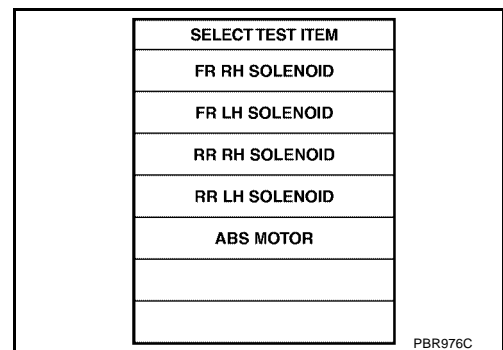 SELECT TEST ITEM
FR RH SOLENOID
FR LH SOLENOID
RR RH SOLENOID
RR LH SOLENOID
ABS MOTOR
PBR976C